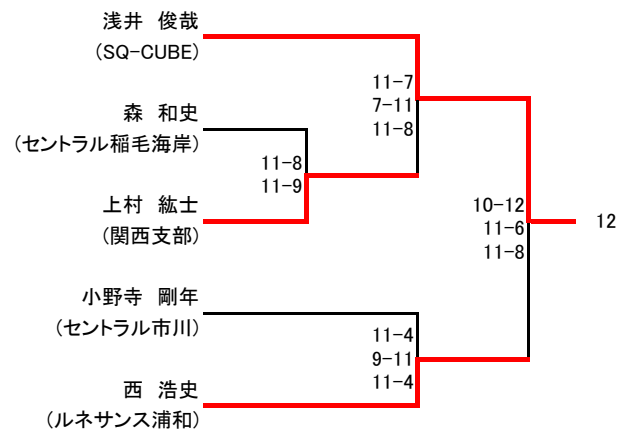 浅井 俊哉
(SQ-CUBE)
森 和史
(セントラル稲毛海岸)
上村 紘士
(関西支部)
小野寺 剛年
(セントラル市川)
西 浩史
(ルネサンス浦和)
11-8
11-9
11-7
7-11
11-8
11-4
9-11
11-4
10-12
11-6
11-8
12